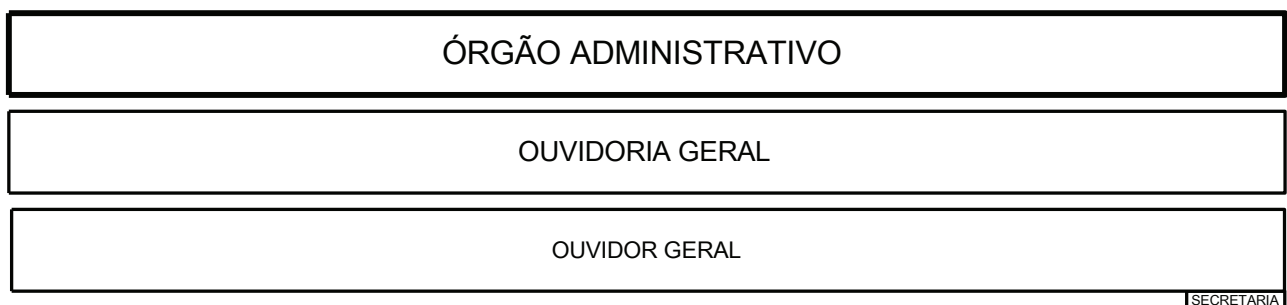 ÓRGÃO ADMINISTRATIVO
OUVIDORIA GERAL
OUVIDOR GERAL
SECRETARIA